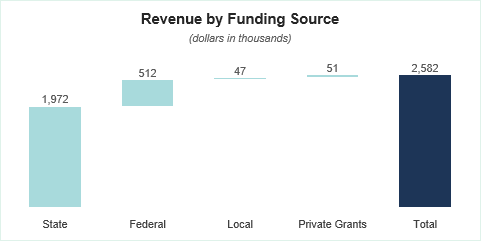 Revenue by Funding Source
(dollars in thousands)
1,972
512
47
51
2,582
State
Federal
Local
Private Grants
Total